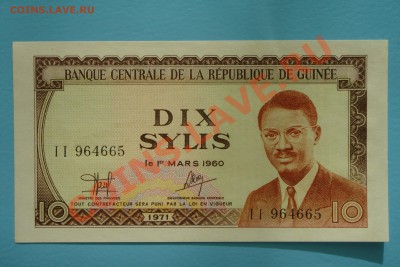 COINS.LAVE.RU
BANQUE CENTRALE DE LA RÉPUBLIQUE DE GUINÉE
DIX
SYLIS
le 1er MARS 1960
II 964665
II 964665
TOUT CONTREFACTEUR SERA PUNI PAR LA LOI EN VIGUEUR
10 1971 10
COINS.LAVE.RU